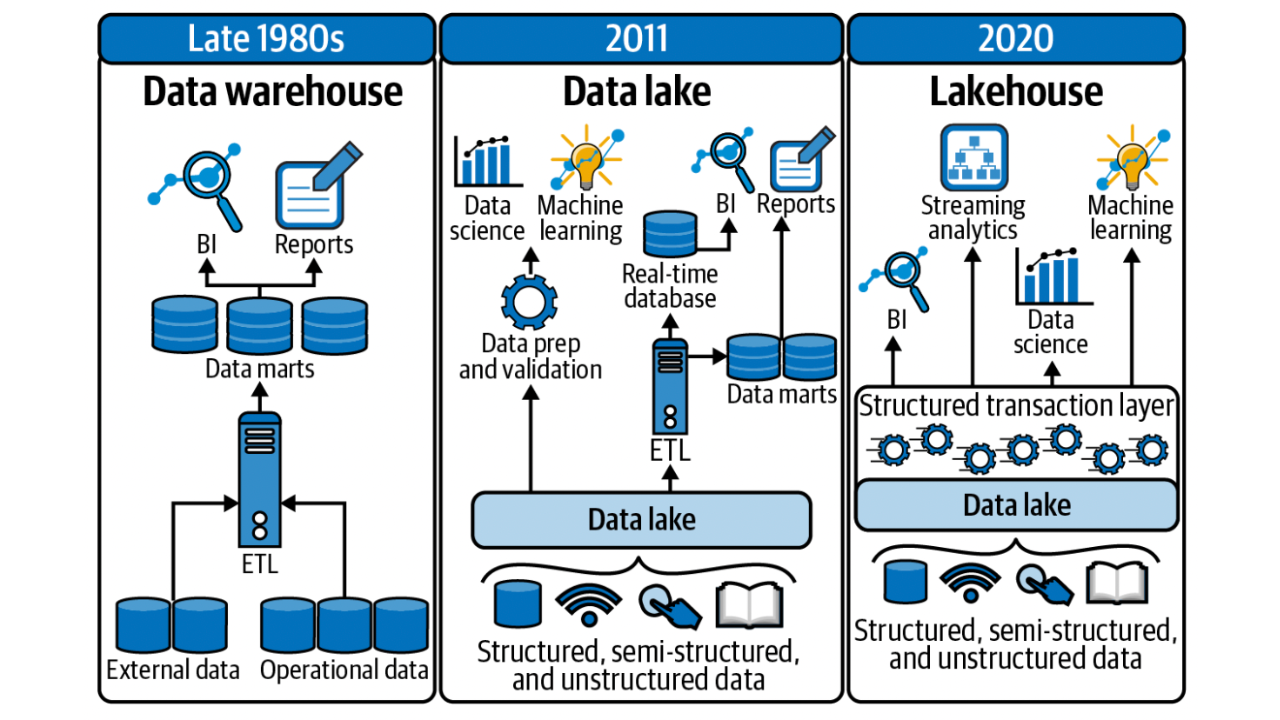 Late 1980s
Data warehouse
BI
Reports
Data marts
ETL
External data
Operational data
2011
Data lake
Data
science
Machine
learning
BI
Reports
Real-time
database
Data prep
and validation
Data marts
ETL
Data lake
Structured, semi-structured,
and unstructured data
2020
Lakehouse
Streaming
analytics
Machine
learning
BI
Data
science
Structured transaction layer
Data lake
Structured, semi-structured,
and unstructured data